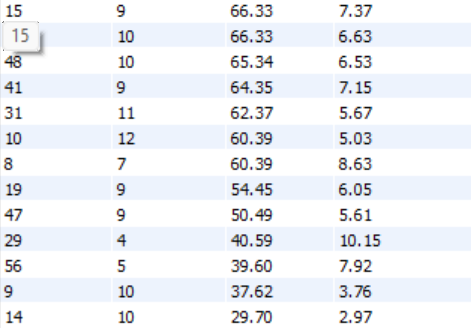 15 9 66.33 7.37
15 10 66.33 6.63
48 10 65.34 6.53
41 9 64.35 7.15
31 11 62.37 5.67
10 12 60.39 5.03
8 7 60.39 8.63
19 9 54.45 6.05
47 9 50.49 5.61
29 4 40.59 10.15
56 5 39.60 7.92
9 10 37.62 3.76
14 10 29.70 2.97